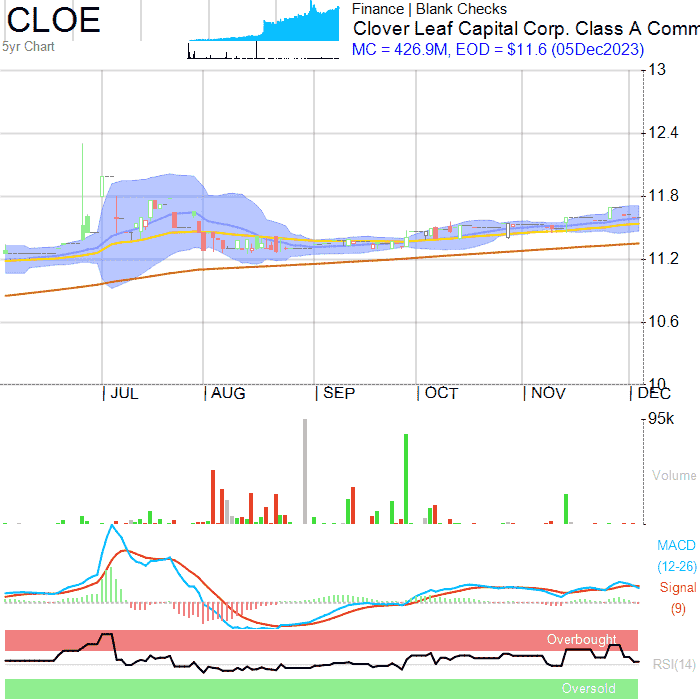 CLOE
5yr Chart
Finance | Blank Checks
Clover Leaf Capital Corp. Class A Comm
MC = 426.9M, EOD = $11.6 (05Dec2023)
13
12.4
11.8
11.2
10.6
10
JUL AUG SEP OCT NOV DEC
95k
Volume
MACD
(12-26)
Signal
(9)
Overbought
RSI(14)
Oversold